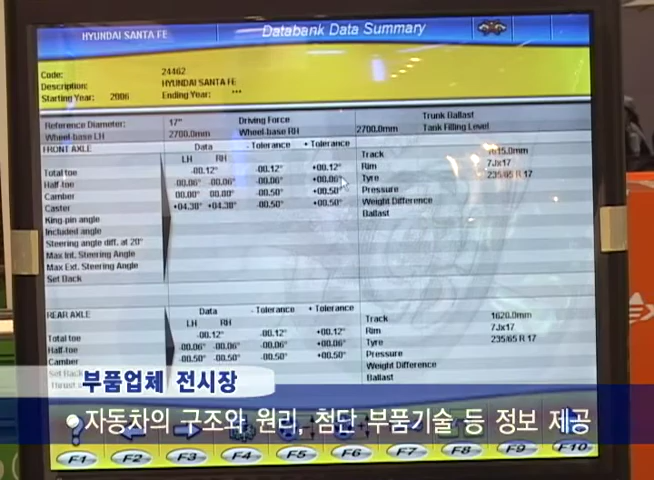 HYUNDAI SANTA FE
Databank Data Summary
Code: 24462
Description: HYUNDAI SANTA FE
Starting Year: 2006 Ending Year: ***
Reference Diameter: 17" Driving Force Trunk Ballast
Wheel-base LH 2700.0mm Wheel-base RH 2700.0mm Tank Filling Level
FRONT AXLE Data - Tolerance + Tolerance
LH RH
Track 1615.0mm
Rim 7Jx17
Tyre 235/65 R 17
Pressure
Weight Difference
Ballast
Total toe -00.12° -00.12° +00.12°
Half-toe -00.06° -00.06° -00.06° +00.06°
Camber 00.00° 00.00° -00.50° +00.50°
Caster +04.30° +04.30° -00.50° +00.50°
King-pin angle
Included angle
Steering angle diff. at 20°
Max Int. Steering Angle
Max Ext. Steering Angle
Set Back
REAR AXLE Data - Tolerance + Tolerance
LH RH
Track 1620.0mm
Rim 7Jx17
Tyre 235/65 R 17
Pressure
Weight Difference
Ballast
Total toe -00.12° -00.12° +00.12°
Half-toe -00.06° -00.06° -00.06° +00.06°
Camber -00.50° -00.50° -00.50° +00.50°
Set Back
부품업체 전시장
자동차의 구조와 원리, 첨단 부품기술 등 정보 제공
F1 F2 F3 F4 F5 F6 F7 F8 F9 F10